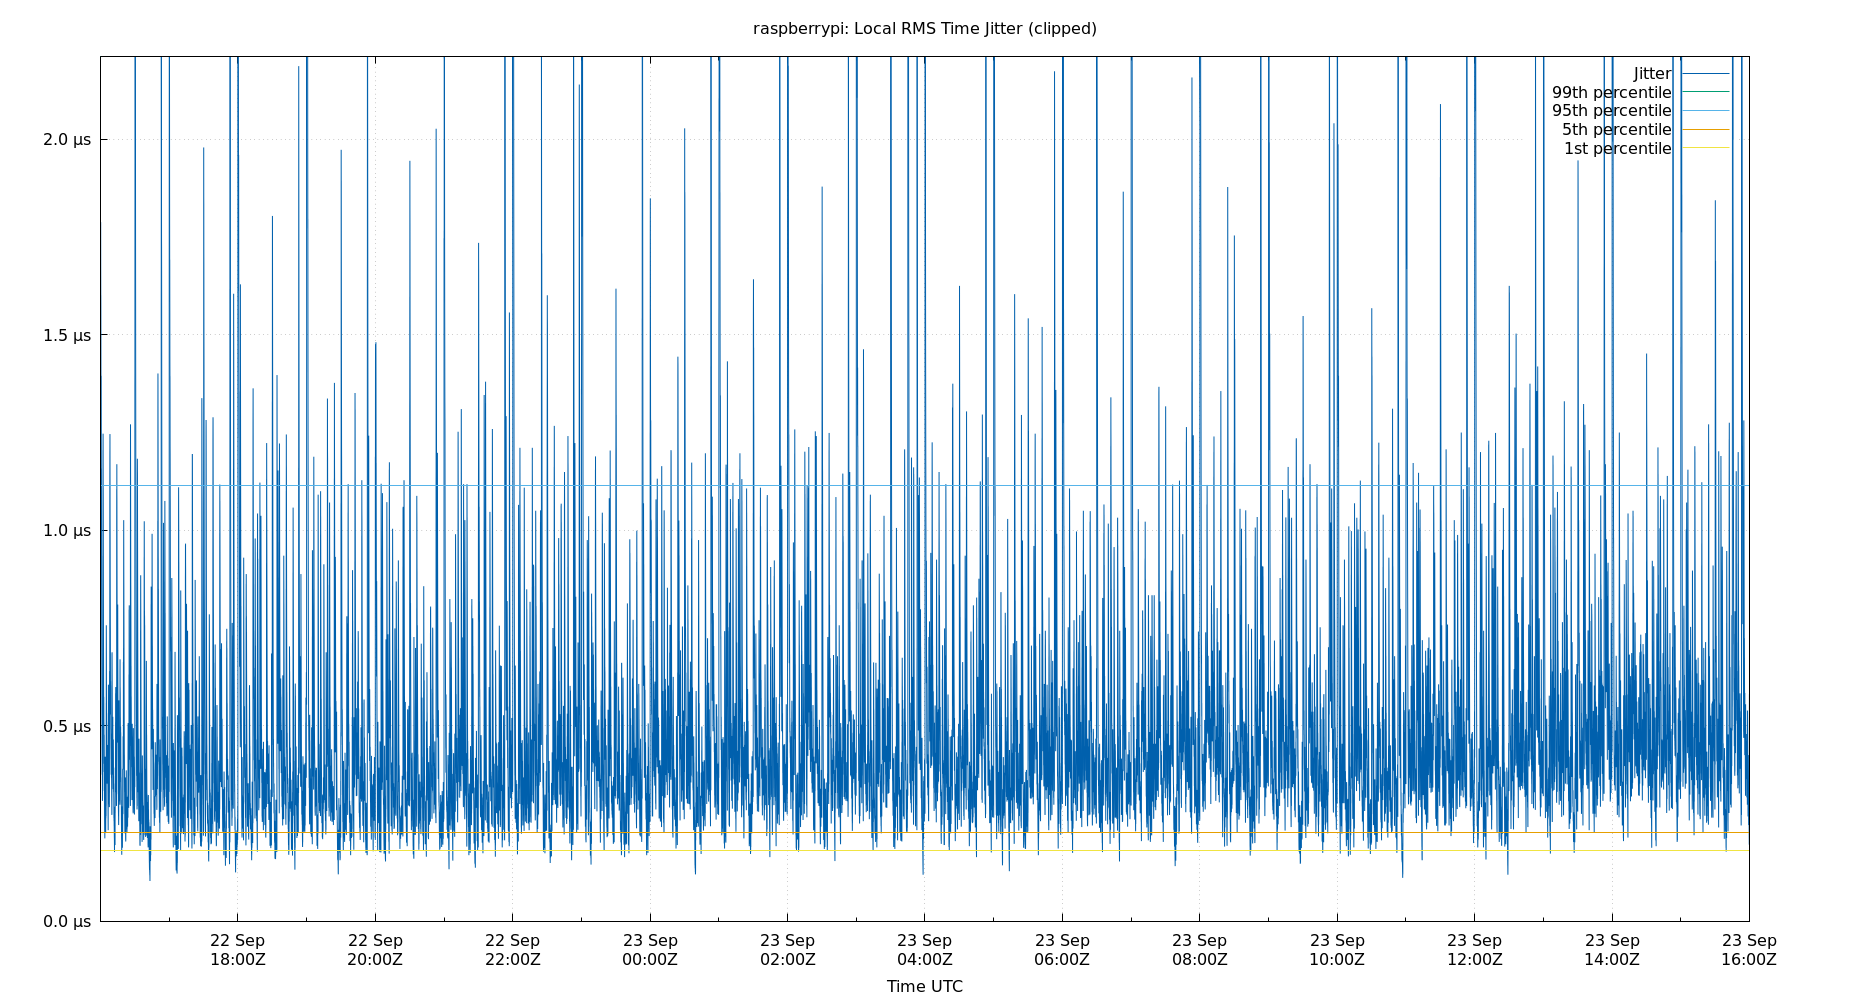 raspberrypi: Local RMS Time Jitter (clipped)
Jitter
99th percentile
95th percentile
5th percentile
1st percentile
2.0 µs
1.5 µs
1.0 µs
0.5 µs
0.0 µs
22 Sep 22 Sep 22 Sep 23 Sep 23 Sep 23 Sep 23 Sep 23 Sep 23 Sep 23 Sep 23 Sep 23 Sep
18:00Z 20:00Z 22:00Z 00:00Z 02:00Z 04:00Z 06:00Z 08:00Z 10:00Z 12:00Z 14:00Z 16:00Z
Time UTC